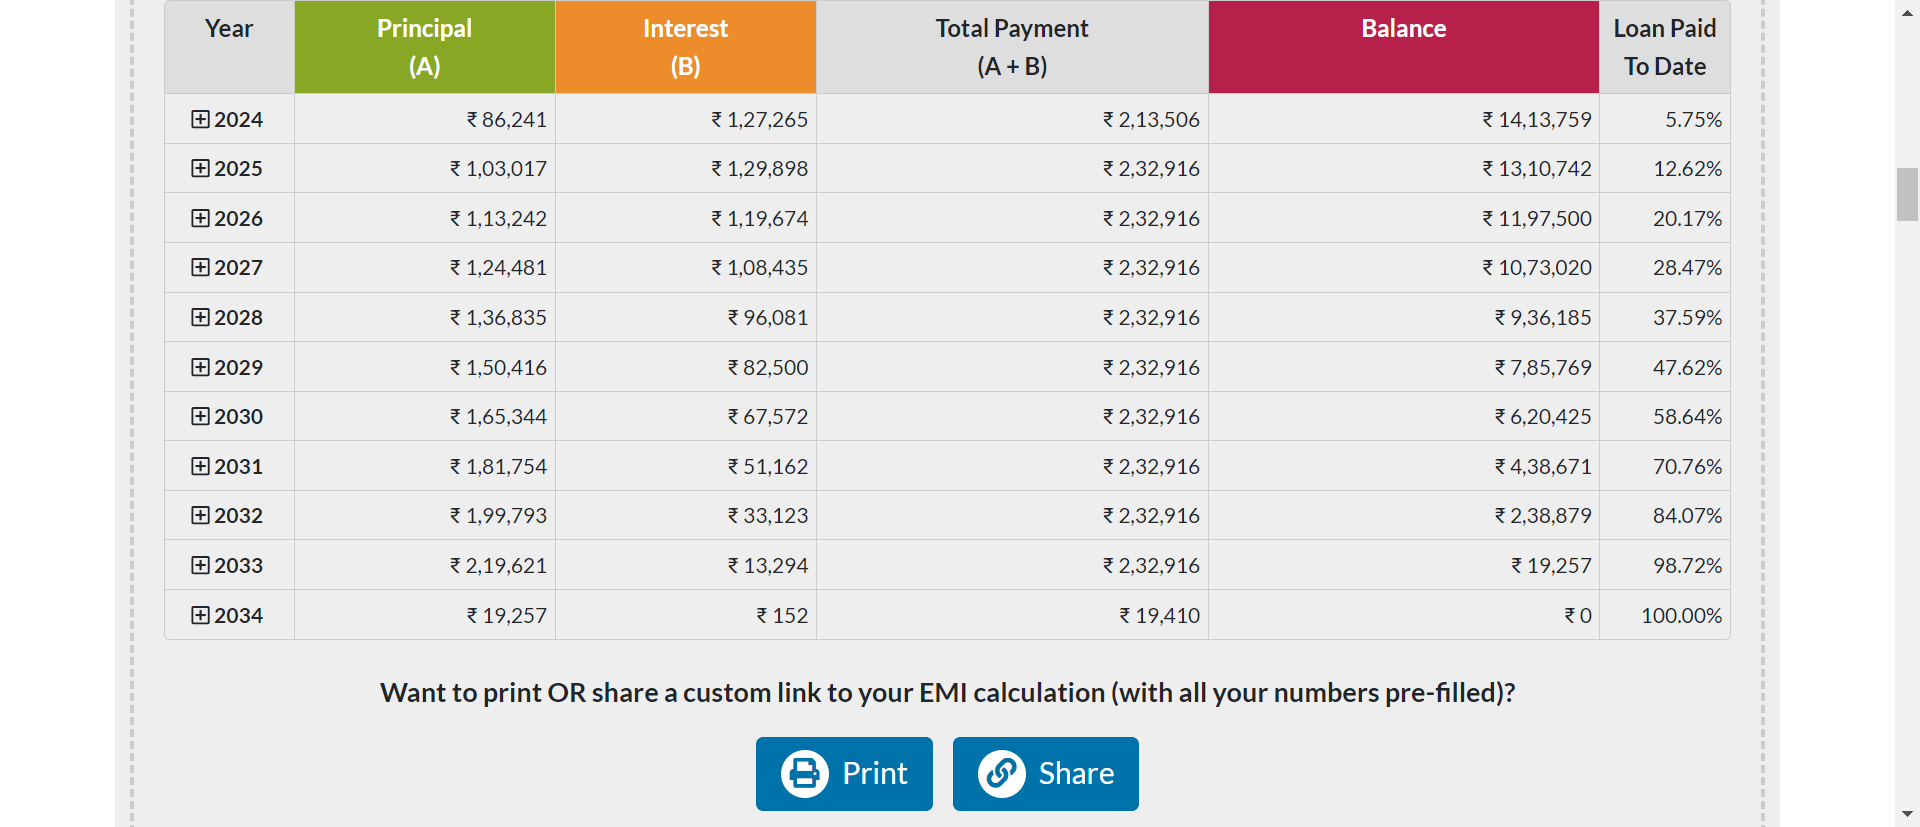 Year Principal (A) Interest (B) Total Payment (A + B) Balance Loan Paid To Date
2024 ₹ 86,241 ₹ 1,27,265 ₹ 2,13,506 ₹ 14,13,759 5.75%
2025 ₹ 1,03,017 ₹ 1,29,898 ₹ 2,32,916 ₹ 13,10,742 12.62%
2026 ₹ 1,13,242 ₹ 1,19,674 ₹ 2,32,916 ₹ 11,97,500 20.17%
2027 ₹ 1,24,481 ₹ 1,08,435 ₹ 2,32,916 ₹ 10,73,020 28.47%
2028 ₹ 1,36,835 ₹ 96,081 ₹ 2,32,916 ₹ 9,36,185 37.59%
2029 ₹ 1,50,416 ₹ 82,500 ₹ 2,32,916 ₹ 7,85,769 47.62%
2030 ₹ 1,65,344 ₹ 67,572 ₹ 2,32,916 ₹ 6,20,425 58.64%
2031 ₹ 1,81,754 ₹ 51,162 ₹ 2,32,916 ₹ 4,38,671 70.76%
2032 ₹ 1,99,793 ₹ 33,123 ₹ 2,32,916 ₹ 2,38,879 84.07%
2033 ₹ 2,19,621 ₹ 13,294 ₹ 2,32,916 ₹ 19,257 98.72%
2034 ₹ 19,257 ₹ 152 ₹ 19,410 ₹ 0 100.00%
Want to print OR share a custom link to your EMI calculation (with all your numbers pre-filled)?
Print Share